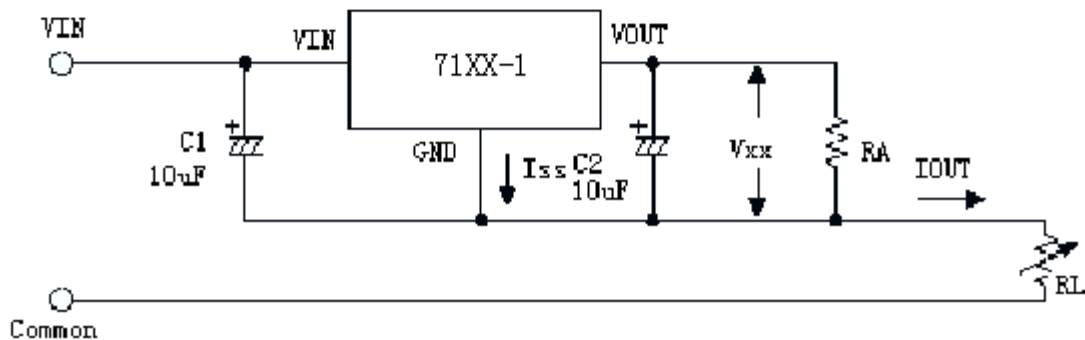 VIN
VIN
71XX-1
VOUT
C1
10uF
+
GND
Iss
C2
10uF
+
Vxx
RA
IOUT
RL
Common